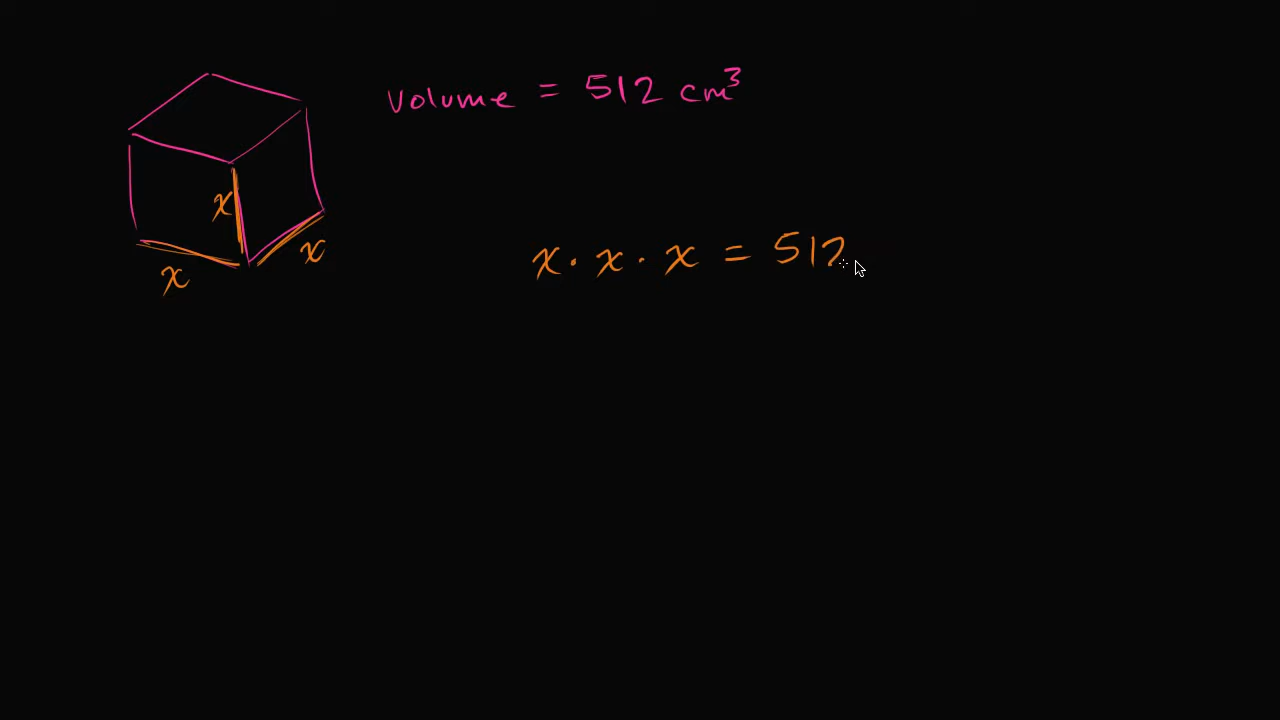 volume = 512 cm³
x
x
x
x · x · x = 512